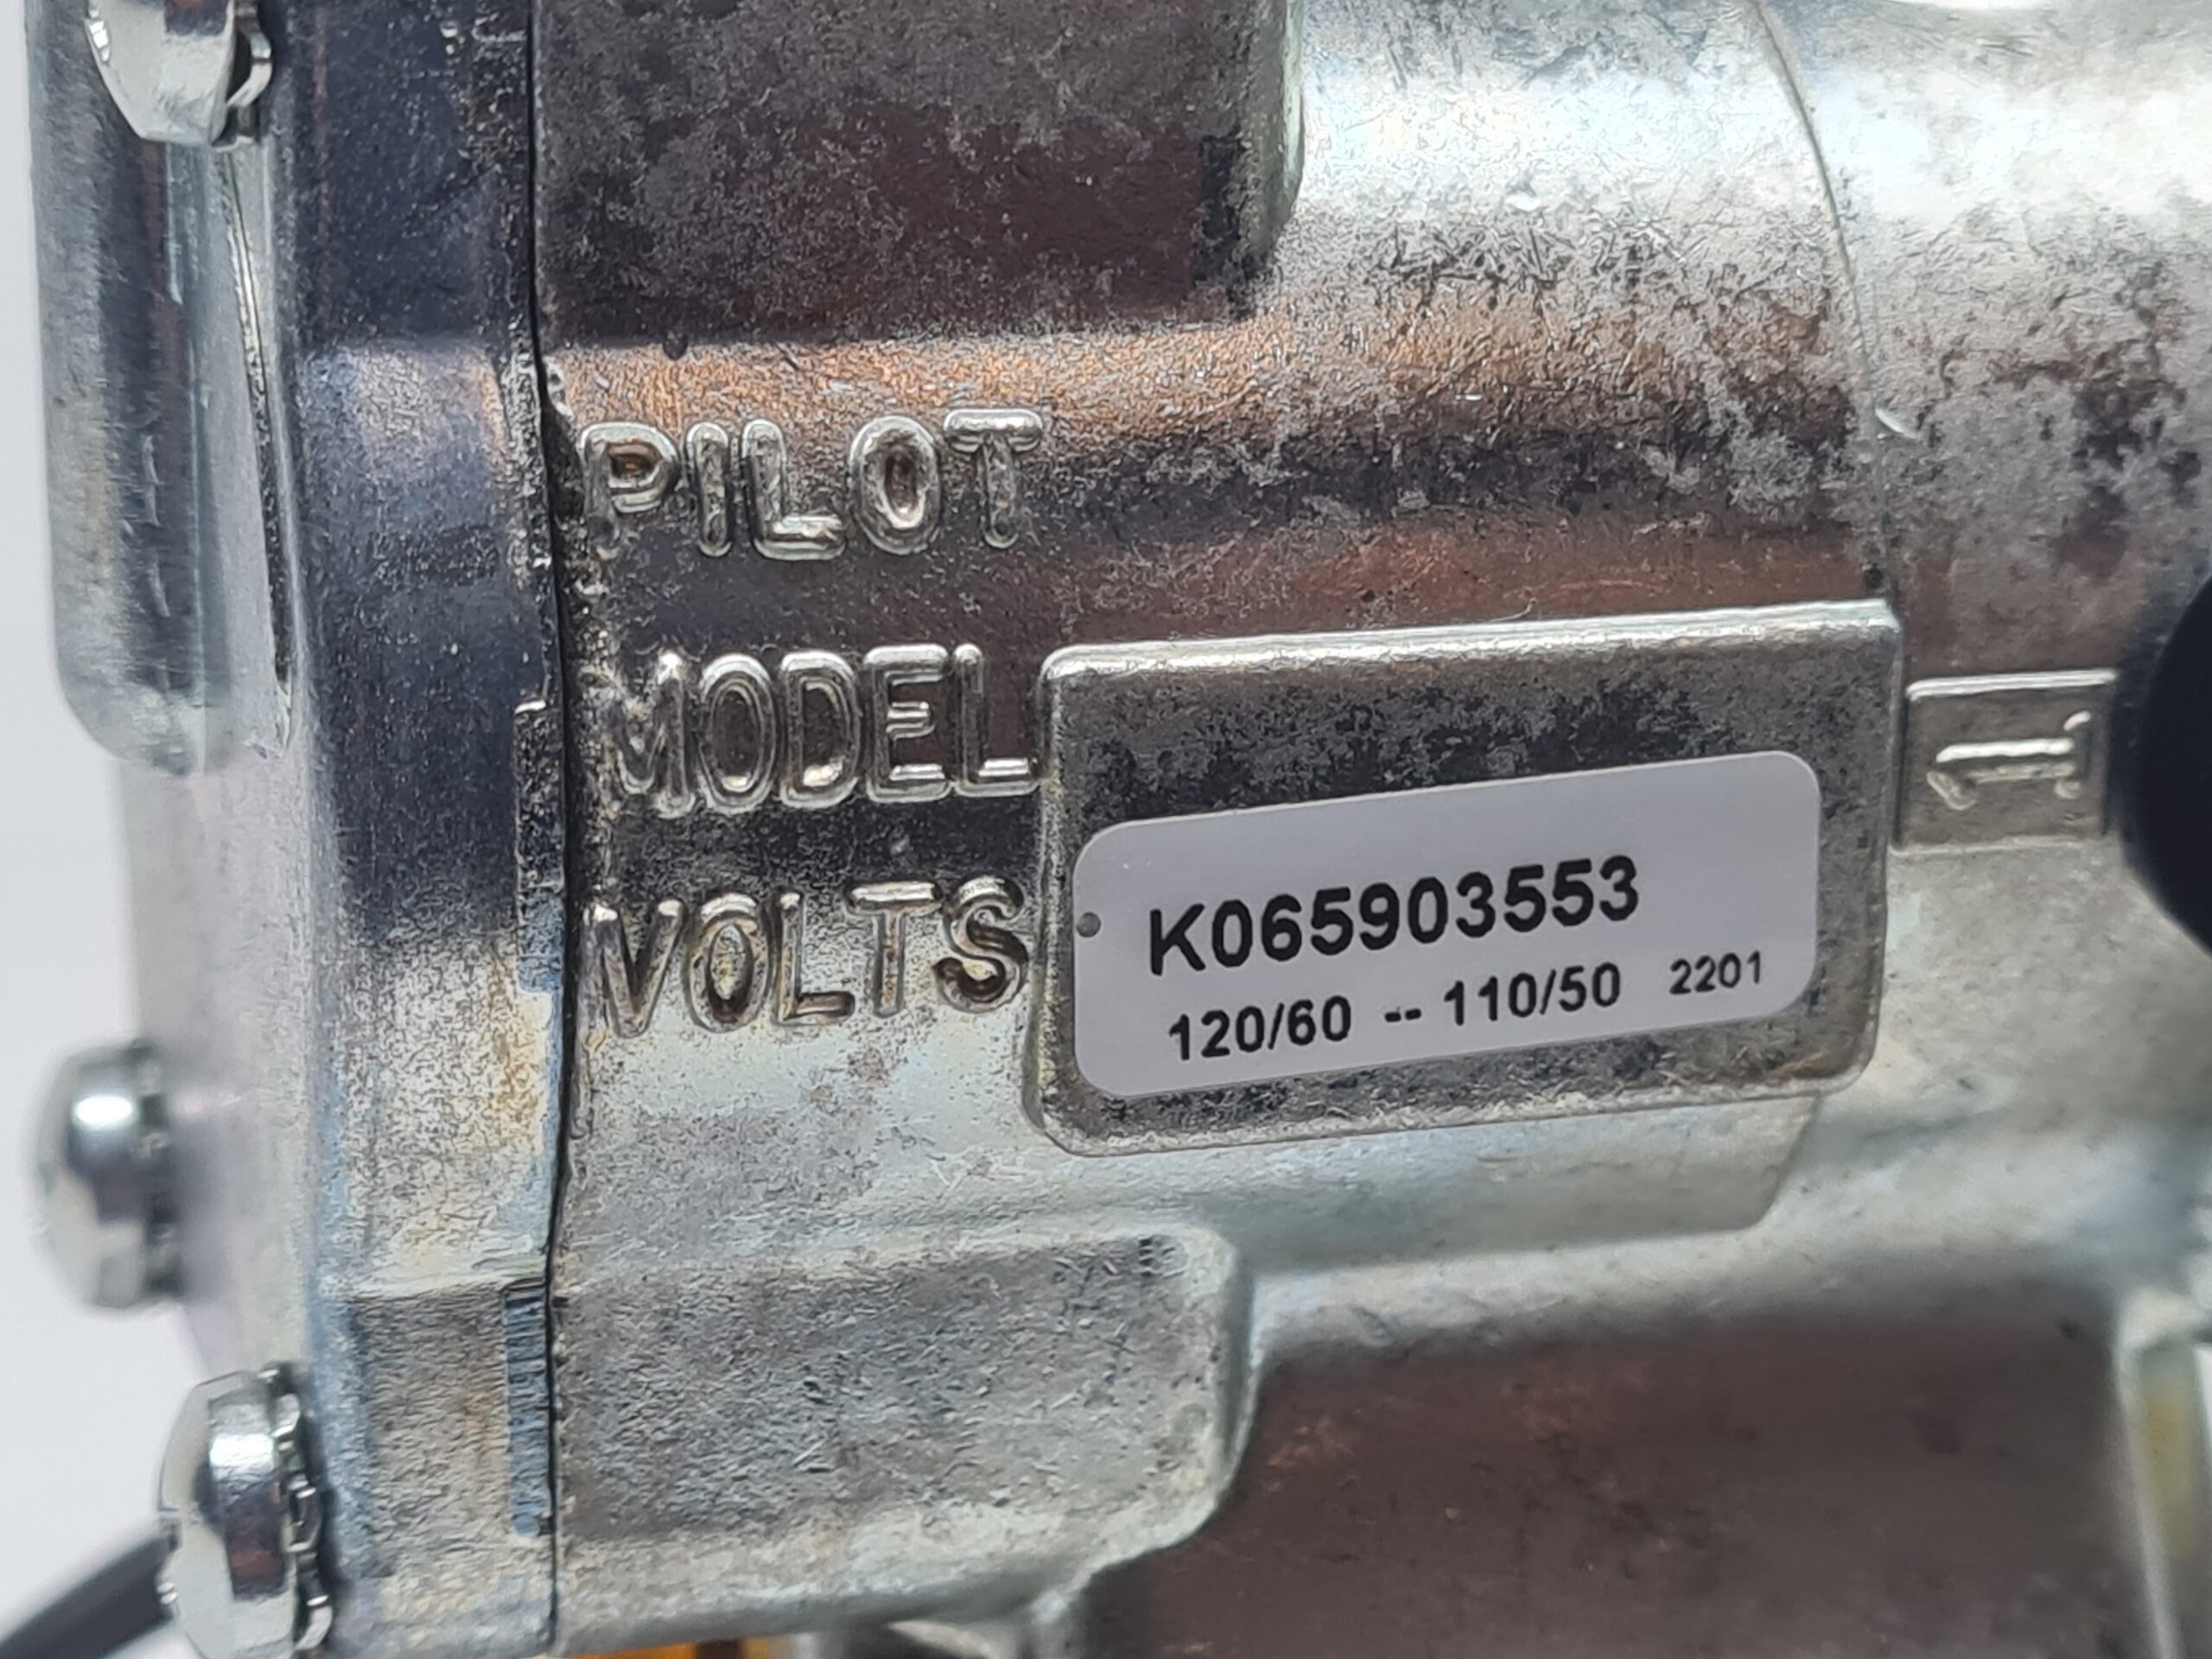 PILOT
MODEL
VOLTS
K065903553
120/60 -- 110/50 2201